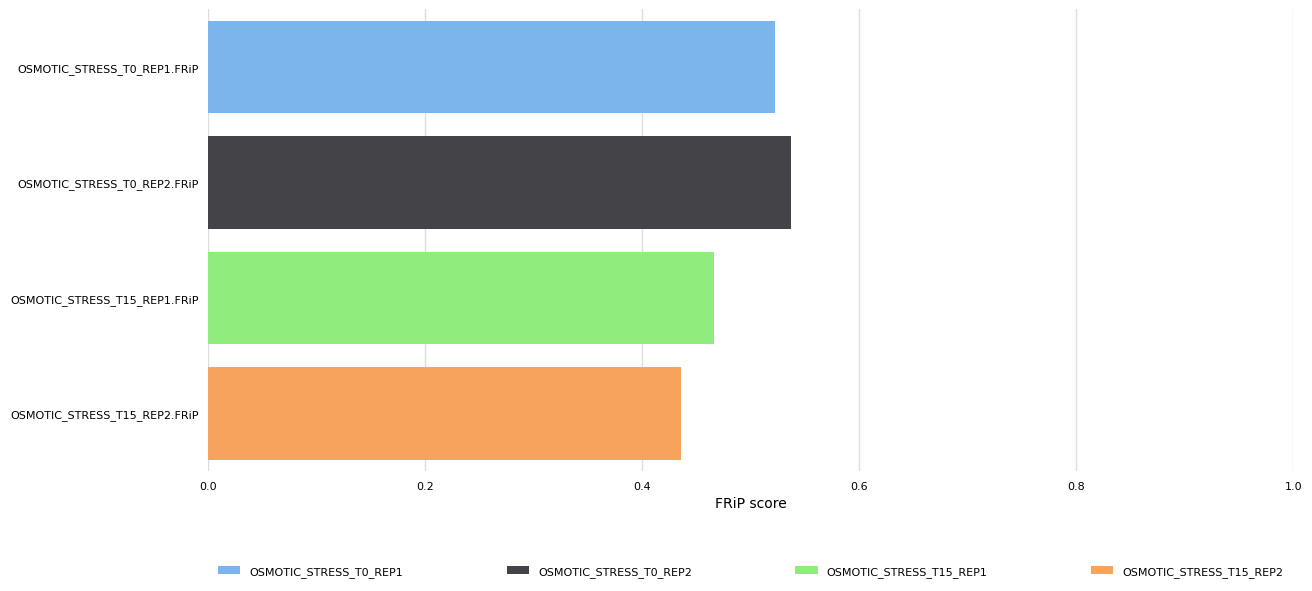 OSMOTIC_STRESS_T0_REP1.FRiP
OSMOTIC_STRESS_T0_REP2.FRiP
OSMOTIC_STRESS_T15_REP1.FRiP
OSMOTIC_STRESS_T15_REP2.FRiP
0.0 0.2 0.4 0.6 0.8 1.0
FRiP score
OSMOTIC_STRESS_T0_REP1 OSMOTIC_STRESS_T0_REP2 OSMOTIC_STRESS_T15_REP1 OSMOTIC_STRESS_T15_REP2